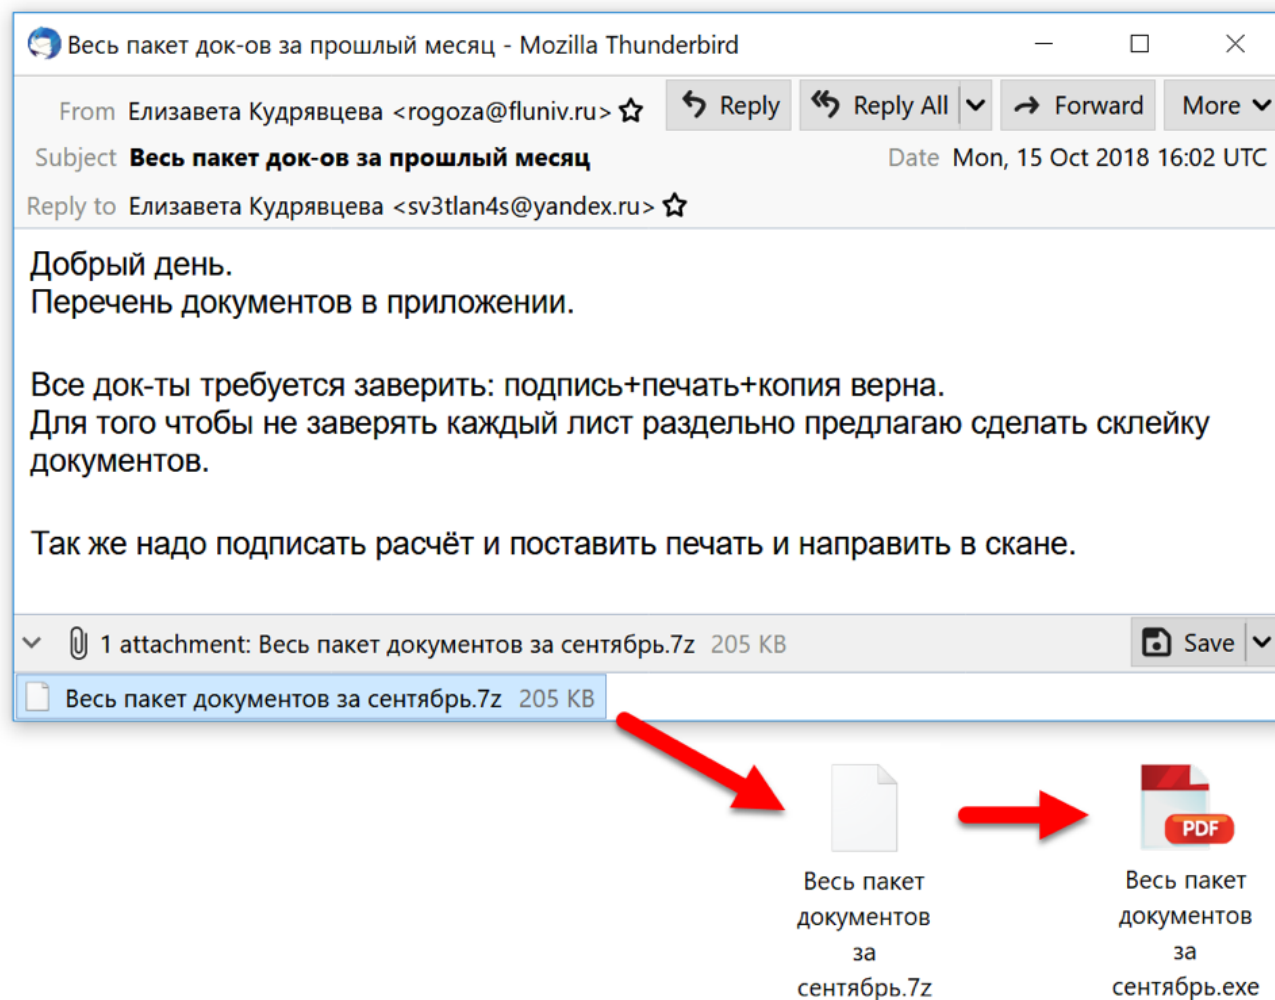 Весь пакет док-ов за прошлый месяц - Mozilla Thunderbird
From Елизавета Кудрявцева <rogoza@fluniv.ru> Reply Reply All Forward More
Subject Весь пакет док-ов за прошлый месяц Date Mon, 15 Oct 2018 16:02 UTC
Reply to Елизавета Кудрявцева <sv3tlan4s@yandex.ru>
Добрый день.
Перечень документов в приложении.
Все док-ты требуется заверить: подпись+печать+копия верна.
Для того чтобы не заверять каждый лист раздельно предлагаю сделать склейку
документов.
Так же надо подписать расчёт и поставить печать и направить в скане.
1 attachment: Весь пакет документов за сентябрь.7z 205 KB Save
Весь пакет документов за сентябрь.7z 205 KB
PDF
Весь пакет
документов
за
сентябрь.7z
Весь пакет
документов
за
сентябрь.exe